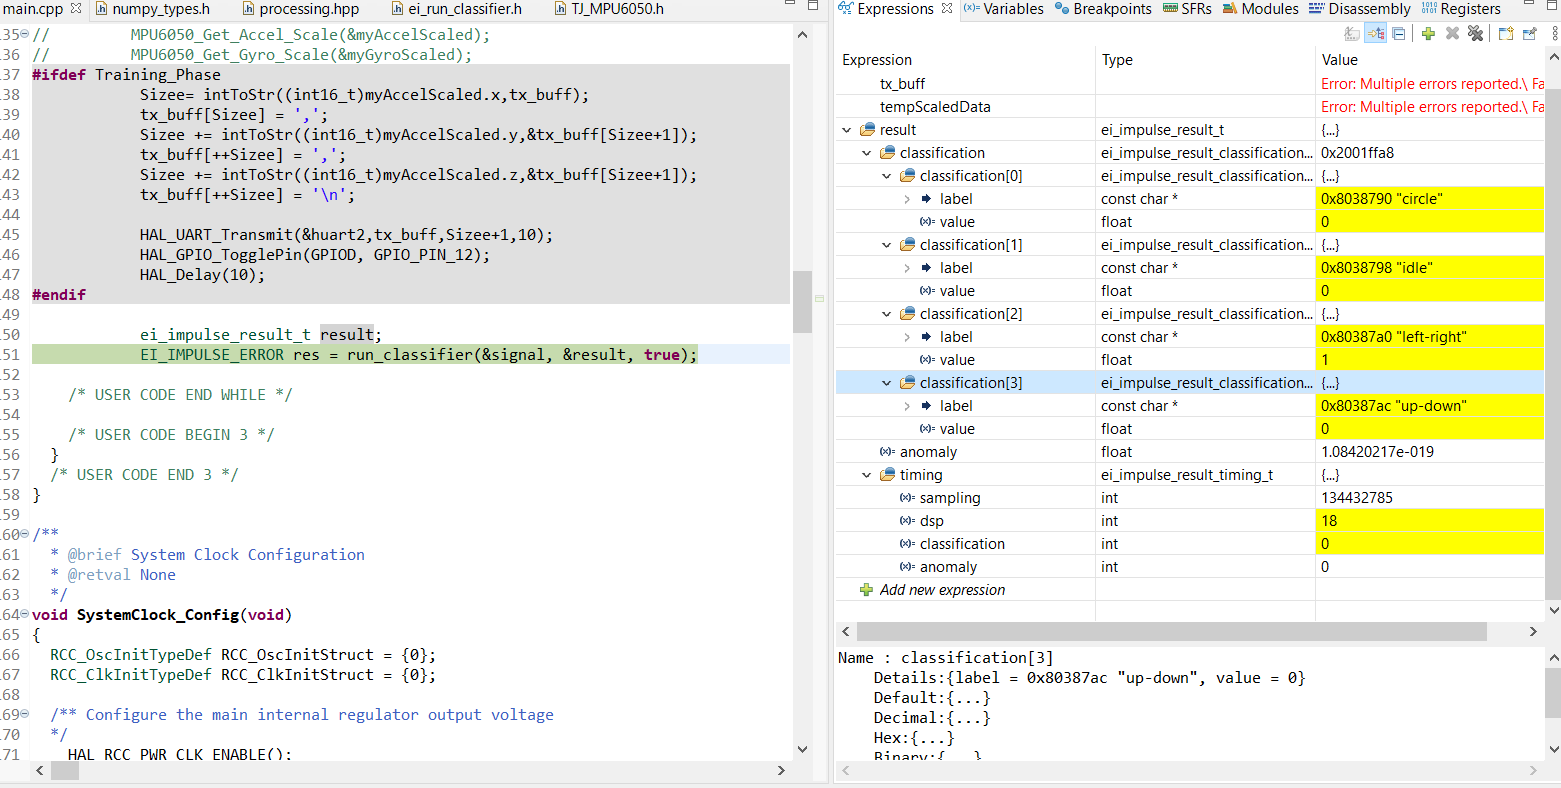 main.cpp numpy_types.h processing.hpp ei_run_classifier.h TJ_MPU6050.h
35 // MPU6050_Get_Accel_Scale(&myAccelScaled);
36 // MPU6050_Get_Gyro_Scale(&myGyroScaled);
37 #ifdef Training_Phase
38 Sizee= intToStr((int16_t)myAccelScaled.x,tx_buff);
39 tx_buff[Sizee] = ',';
40 Sizee += intToStr((int16_t)myAccelScaled.y,&tx_buff[Sizee+1]);
41 tx_buff[++Sizee] = ',';
42 Sizee += intToStr((int16_t)myAccelScaled.z,&tx_buff[Sizee+1]);
43 tx_buff[++Sizee] = '\n';
44
45 HAL_UART_Transmit(&huart2,tx_buff,Sizee+1,10);
46 HAL_GPIO_TogglePin(GPIOD, GPIO_PIN_12);
47 HAL_Delay(10);
48 #endif
49
50 ei_impulse_result_t result;
51 EI_IMPULSE_ERROR res = run_classifier(&signal, &result, true);
52
53 /* USER CODE END WHILE */
54
55 /* USER CODE BEGIN 3 */
56 }
57 /* USER CODE END 3 */
58 }
59
60 /**
61 * @brief System Clock Configuration
62 * @retval None
63 */
64 void SystemClock_Config(void)
65 {
66 RCC_OscInitTypeDef RCC_OscInitStruct = {0};
67 RCC_ClkInitTypeDef RCC_ClkInitStruct = {0};
68
69 /** Configure the main internal regulator output voltage
70 */
71 HAL RCC PWR CLK ENABLE();
Expressions Variables Breakpoints SFRs Modules Disassembly Registers
Expression Type Value
tx_buff Error: Multiple errors reported.\ Fa
tempScaledData Error: Multiple errors reported.\ Fa
result ei_impulse_result_t {...}
classification ei_impulse_result_classification... 0x2001ffa8
classification[0] ei_impulse_result_classification... {...}
label const char * 0x8038790 "circle"
value float 0
classification[1] ei_impulse_result_classification... {...}
label const char * 0x8038798 "idle"
value float 0
classification[2] ei_impulse_result_classification... {...}
label const char * 0x80387a0 "left-right"
value float 1
classification[3] ei_impulse_result_classification... {...}
label const char * 0x80387ac "up-down"
value float 0
anomaly float 1.08420217e-019
timing ei_impulse_result_timing_t {...}
sampling int 134432785
dsp int 18
classification int 0
anomaly int 0
Add new expression
Name : classification[3]
Details:{label = 0x80387ac "up-down", value = 0}
Default:{...}
Decimal:{...}
Hex:{...}
Binary:{...}